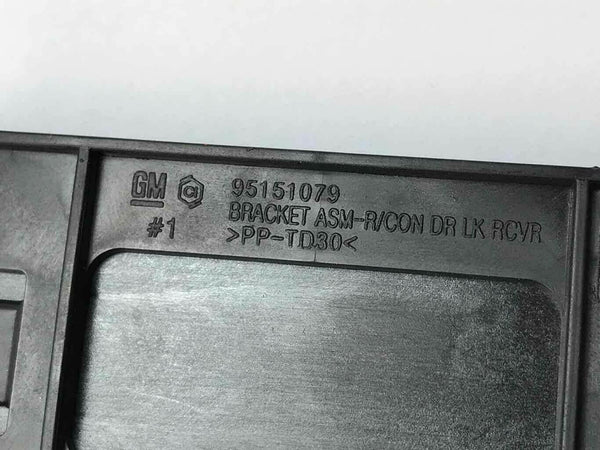 GM 95151079
BRACKET ASM-R/CON DR LK RCVR
#1 >PP-TD30<